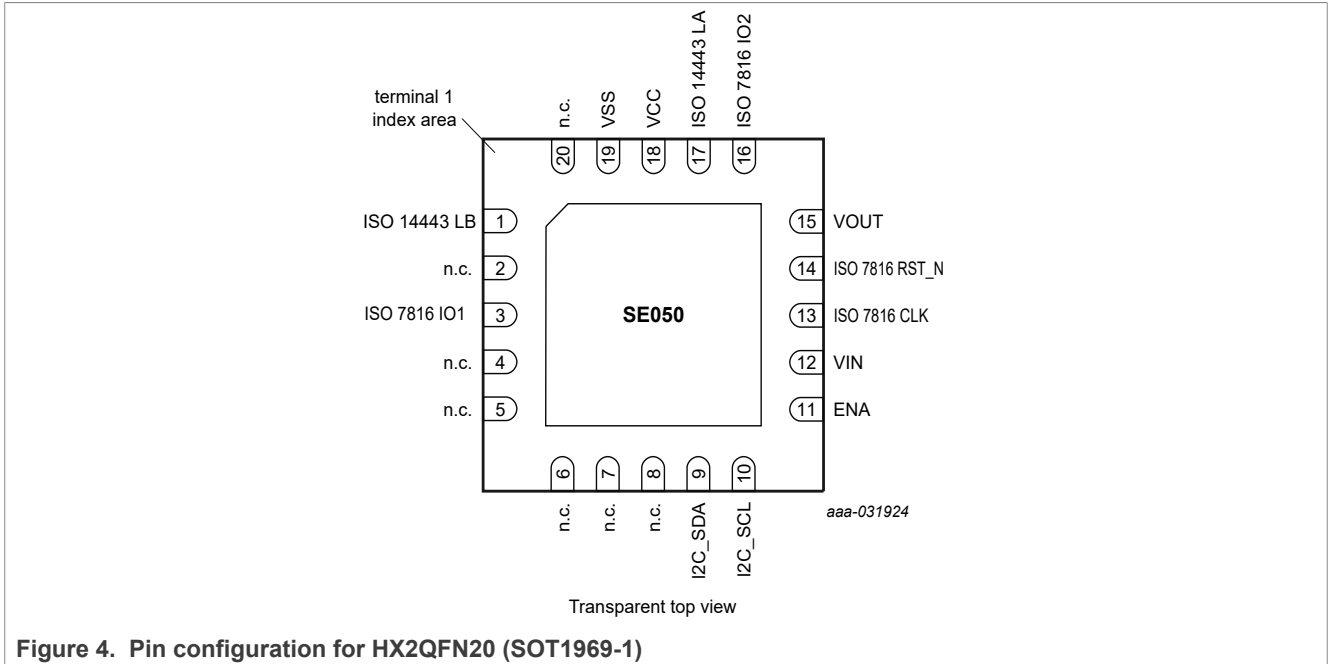 terminal 1
index area
n.c.
VSS
VCC
ISO 14443 LA
ISO 7816 IO2
20
19
18
17
16
ISO 14443 LB
1
n.c.
2
ISO 7816 IO1
3
n.c.
4
n.c.
5
SE050
15
VOUT
14
ISO 7816 RST_N
13
ISO 7816 CLK
12
VIN
11
ENA
6
7
8
9
10
n.c.
n.c.
n.c.
I2C_SDA
I2C_SCL
aaa-031924
Transparent top view
Figure 4. Pin configuration for HX2QFN20 (SOT1969-1)